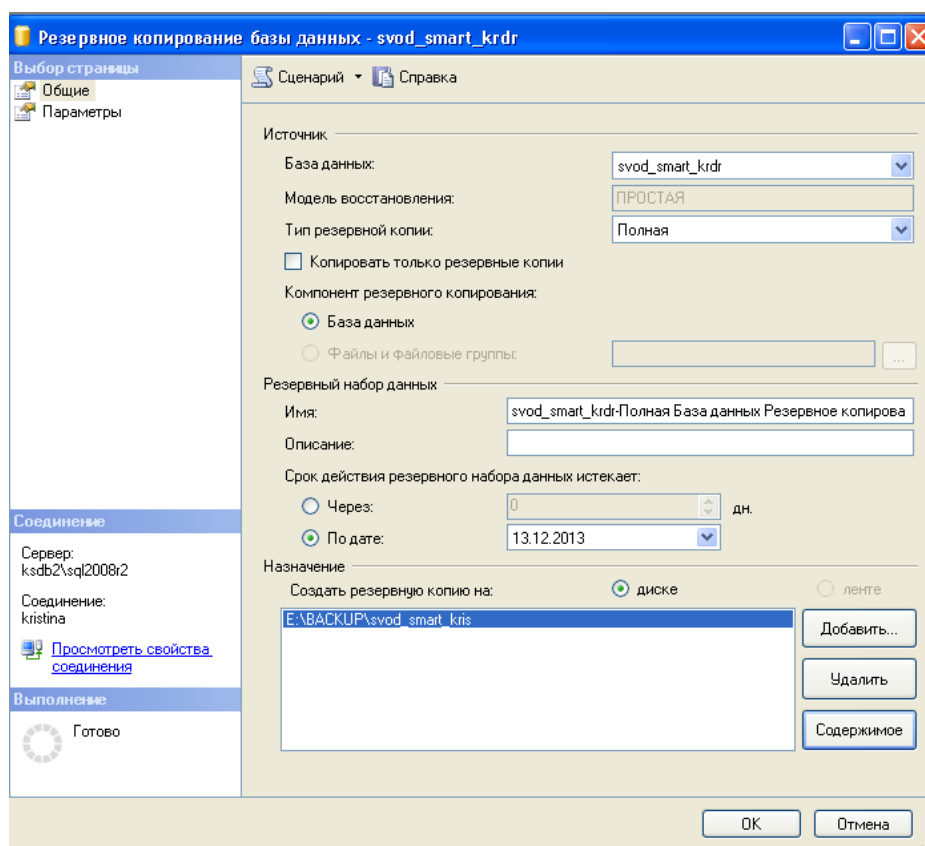 Резервное копирование базы данных - svod_smart_krdr
Выбор страницы
Общие
Параметры
Сценарий
Справка
Источник
База данных:
svod_smart_krdr
Модель восстановления:
ПРОСТАЯ
Тип резервной копии:
Полная
Копировать только резервные копии
Компонент резервного копирования:
База данных
Файлы и файловые группы:
...
Резервный набор данных
Имя:
svod_smart_krdr-Полная База данных Резервное копирова
Описание:
Срок действия резервного набора данных истекает:
Через:
0
дн.
По дате:
13.12.2013
Назначение
Создать резервную копию на:
диске
ленте
E:\BACKUP\svod_smart_kris
Добавить...
Удалить
Содержимое
Соединение
Сервер:
ksdb2\sql2008r2
Соединение:
kristina
Просмотреть свойства
соединения
Выполнение
Готово
OK
Отмена